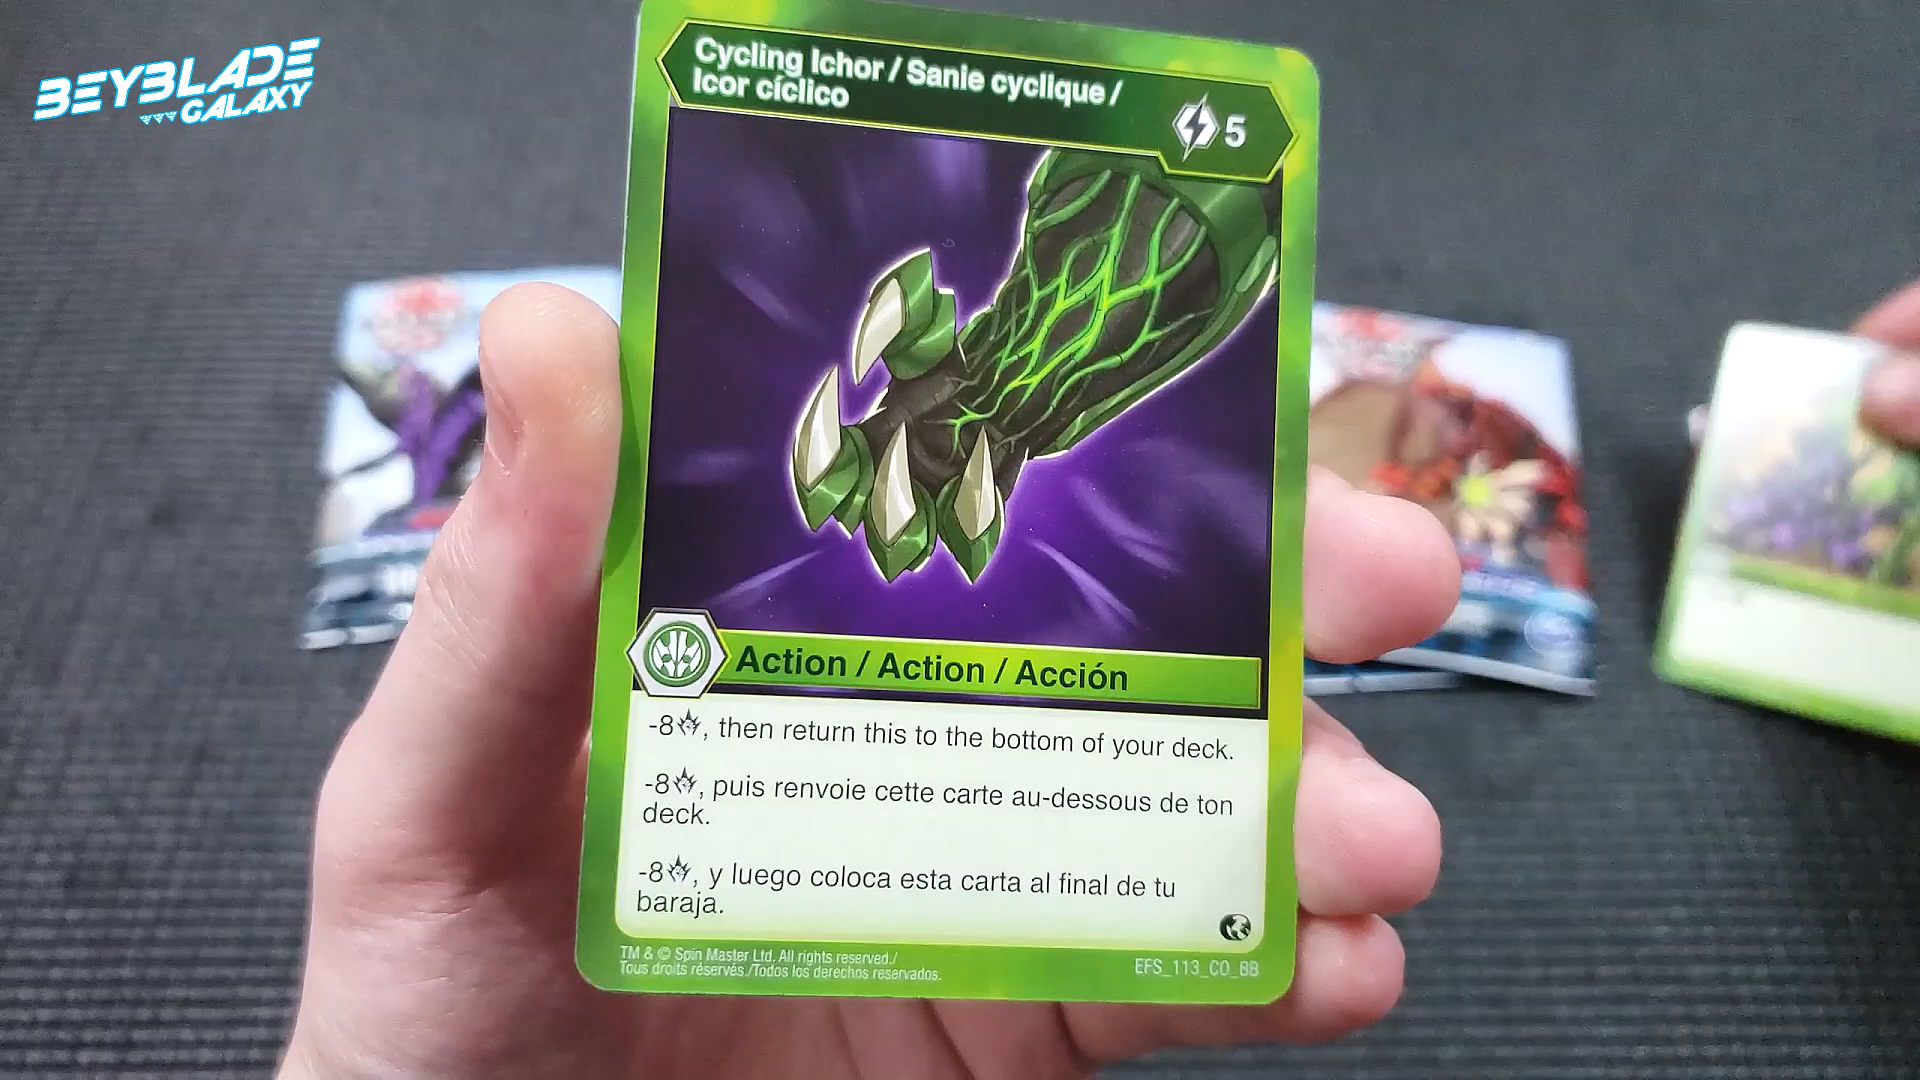 BEYBLADE
GALAXY
Cycling Ichor / Sanie cyclique /
Icor cíclico
5
Action / Action / Acción
-8, then return this to the bottom of your deck.
-8, puis renvoie cette carte au-dessous de ton
deck.
-8, y luego coloca esta carta al final de tu
baraja.
TM & © Spin Master Ltd. All rights reserved./
Tous droits réservés./Todos los derechos reservados.
EFS_113_CO_BB